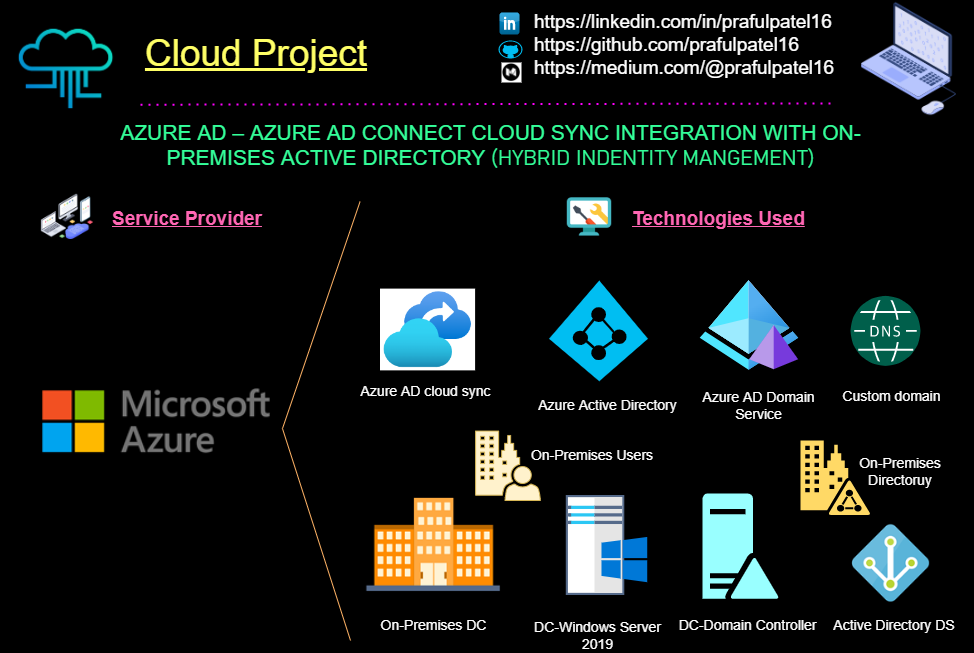 Cloud Project
in
https://linkedin.com/in/prafulpatel16
https://github.com/prafulpatel16
https://medium.com/@prafulpatel16
AZURE AD – AZURE AD CONNECT CLOUD SYNC INTEGRATION WITH ON-
PREMISES ACTIVE DIRECTORY (HYBRID INDENTITY MANGEMENT)
Service Provider
Technologies Used
Microsoft
Azure
DNS
Azure AD cloud sync
Azure Active Directory
Azure AD Domain
Service
Custom domain
On-Premises Users
On-Premises
Directoruy
On-Premises DC
DC-Windows Server
2019
DC-Domain Controller
Active Directory DS